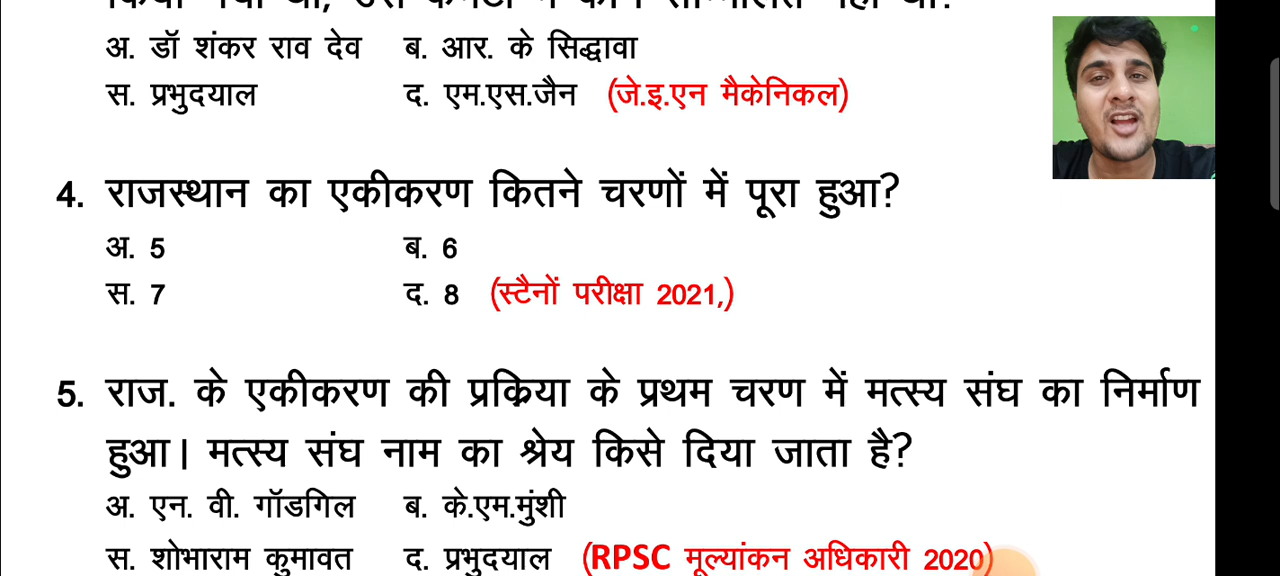 अ. डॉ शंकर राव देव ब. आर. के सिद्धावा
स. प्रभुदयाल द. एम.एस.जैन (जे.इ.एन मैकेनिकल)
4. राजस्थान का एकीकरण कितने चरणों में पूरा हुआ?
अ. 5 ब. 6
स. 7 द. 8 (स्टैनों परीक्षा 2021,)
5. राज. के एकीकरण की प्रक्रिया के प्रथम चरण में मत्स्य संघ का निर्माण
हुआ। मत्स्य संघ नाम का श्रेय किसे दिया जाता है?
अ. एन. वी. गॉडगिल ब. के.एम.मुंशी
स. शोभाराम कुमावत द. प्रभुदयाल (RPSC मूल्यांकन अधिकारी 2020)